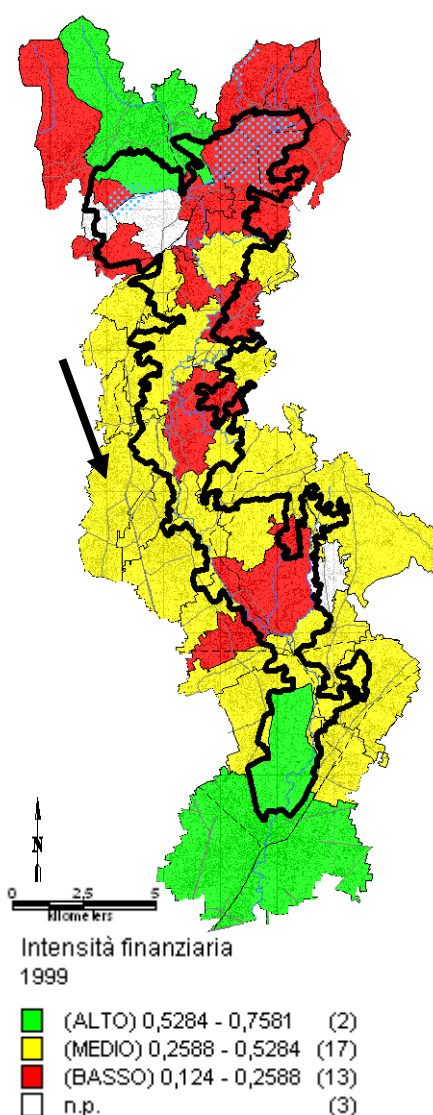 N
0 2,5 5
kilometers
Intensità finanziaria
1999
(ALTO) 0,5284 - 0,7581 (2)
(MEDIO) 0,2588 - 0,5284 (17)
(BASSO) 0,124 - 0,2588 (13)
n.p. (3)